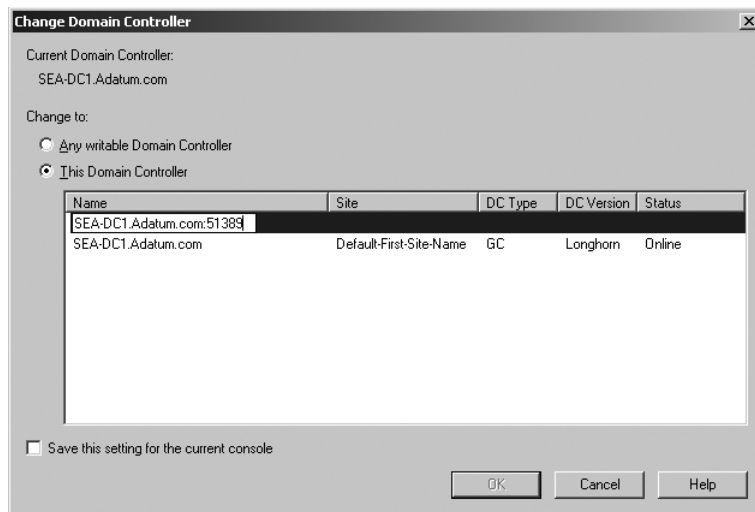 Change Domain Controller
Current Domain Controller:
SEA-DC1.Adatum.com
Change to:
Any writable Domain Controller
This Domain Controller
Name Site DC Type DC Version Status
SEA-DC1.Adatum.com:51389
SEA-DC1.Adatum.com Default-First-Site-Name GC Longhorn Online
Save this setting for the current console
OK Cancel Help